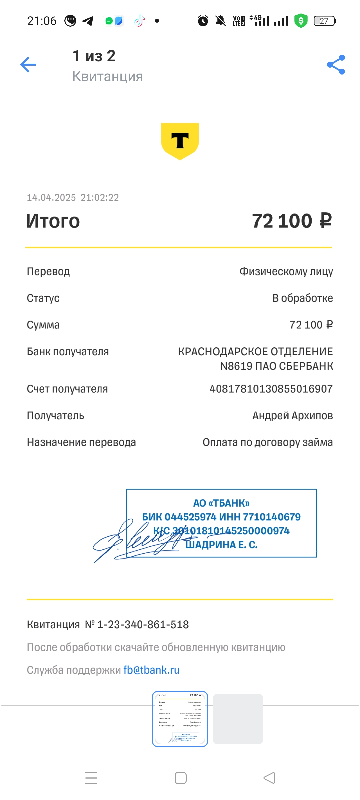 21:06
1 из 2
Квитанция
14.04.2025 21:02:22
Итого 72 100 ₽
Перевод Физическому лицу
Статус В обработке
Сумма 72 100 ₽
Банк получателя КРАСНОДАРСКОЕ ОТДЕЛЕНИЕ
N8619 ПАО СБЕРБАНК
Счет получателя 40817810130855016907
Получатель Андрей Архипов
Назначение перевода Оплата по договору займа
АО «ТБАНК»
БИК 044525974 ИНН 7710140679
К/С 30101810145250000974
ШАДРИНА Е. С.
Квитанция № 1-23-340-861-518
После обработки скачайте обновленную квитанцию
Служба поддержки fb@tbank.ru